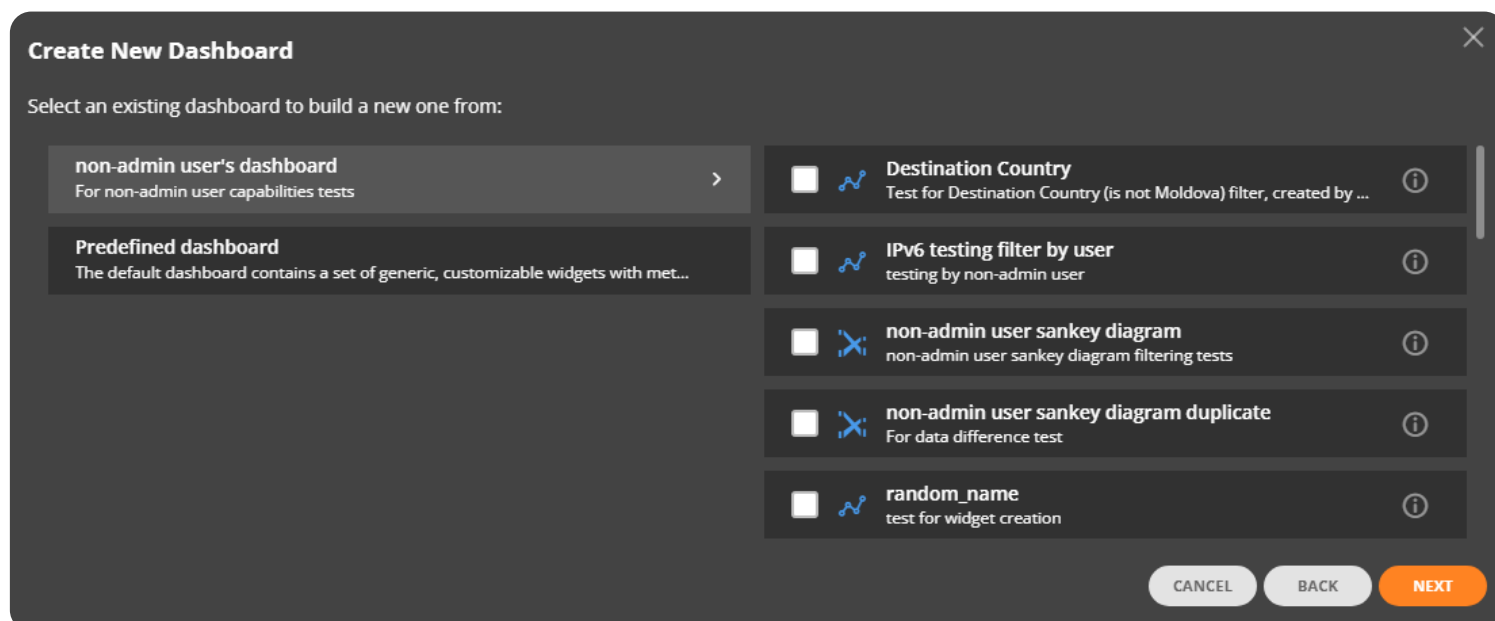 Create New Dashboard
Select an existing dashboard to build a new one from:
non-admin user's dashboard
For non-admin user capabilities tests
Predefined dashboard
The default dashboard contains a set of generic, customizable widgets with met...
Destination Country
Test for Destination Country (is not Moldova) filter, created by ...
IPv6 testing filter by user
testing by non-admin user
non-admin user sankey diagram
non-admin user sankey diagram filtering tests
non-admin user sankey diagram duplicate
For data difference test
random_name
test for widget creation
CANCEL
BACK
NEXT